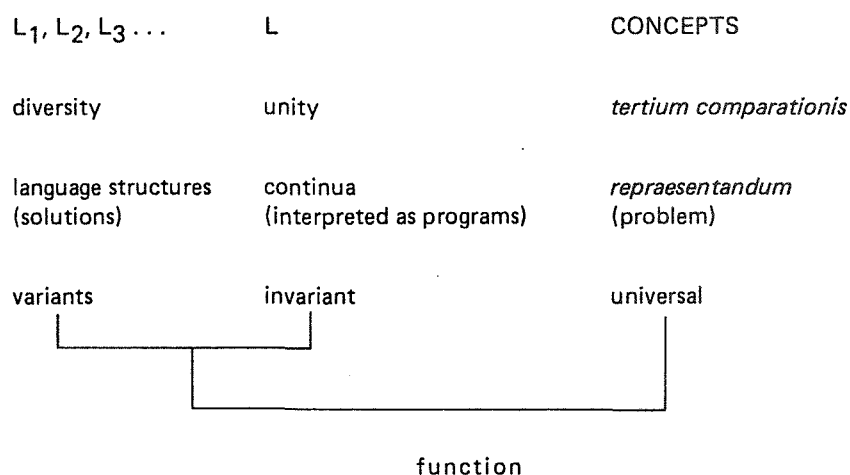 L1, L2, L3 ... L CONCEPTS
diversity unity tertium comparationis
language structures continua repraesentandum
(solutions) (interpreted as programs) (problem)
variants invariant universal
function